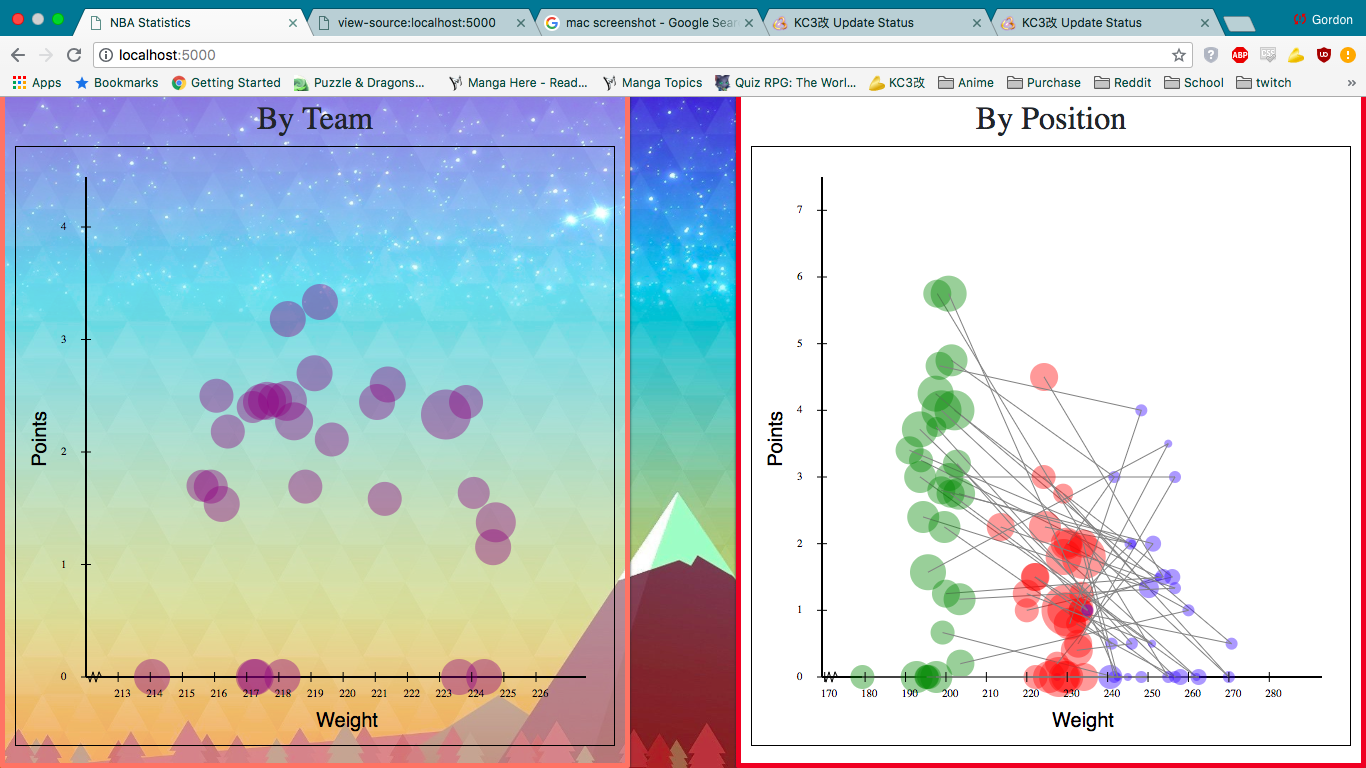 NBA Statistics
view-source:localhost:5000
mac screenshot - Google Sear
KC3改 Update Status
KC3改 Update Status
Gordon
localhost:5000
Apps
Bookmarks
Getting Started
Puzzle & Dragons...
Manga Here - Read...
Manga Topics
Quiz RPG: The Worl...
KC3改
Anime
Purchase
Reddit
School
twitch
»
By Team
4
3
2
1
0
Points
213 214 215 216 217 218 219 220 221 222 223 224 225 226
Weight
By Position
7
6
5
4
3
2
1
0
Points
170 180 190 200 210 220 230 240 250 260 270 280
Weight